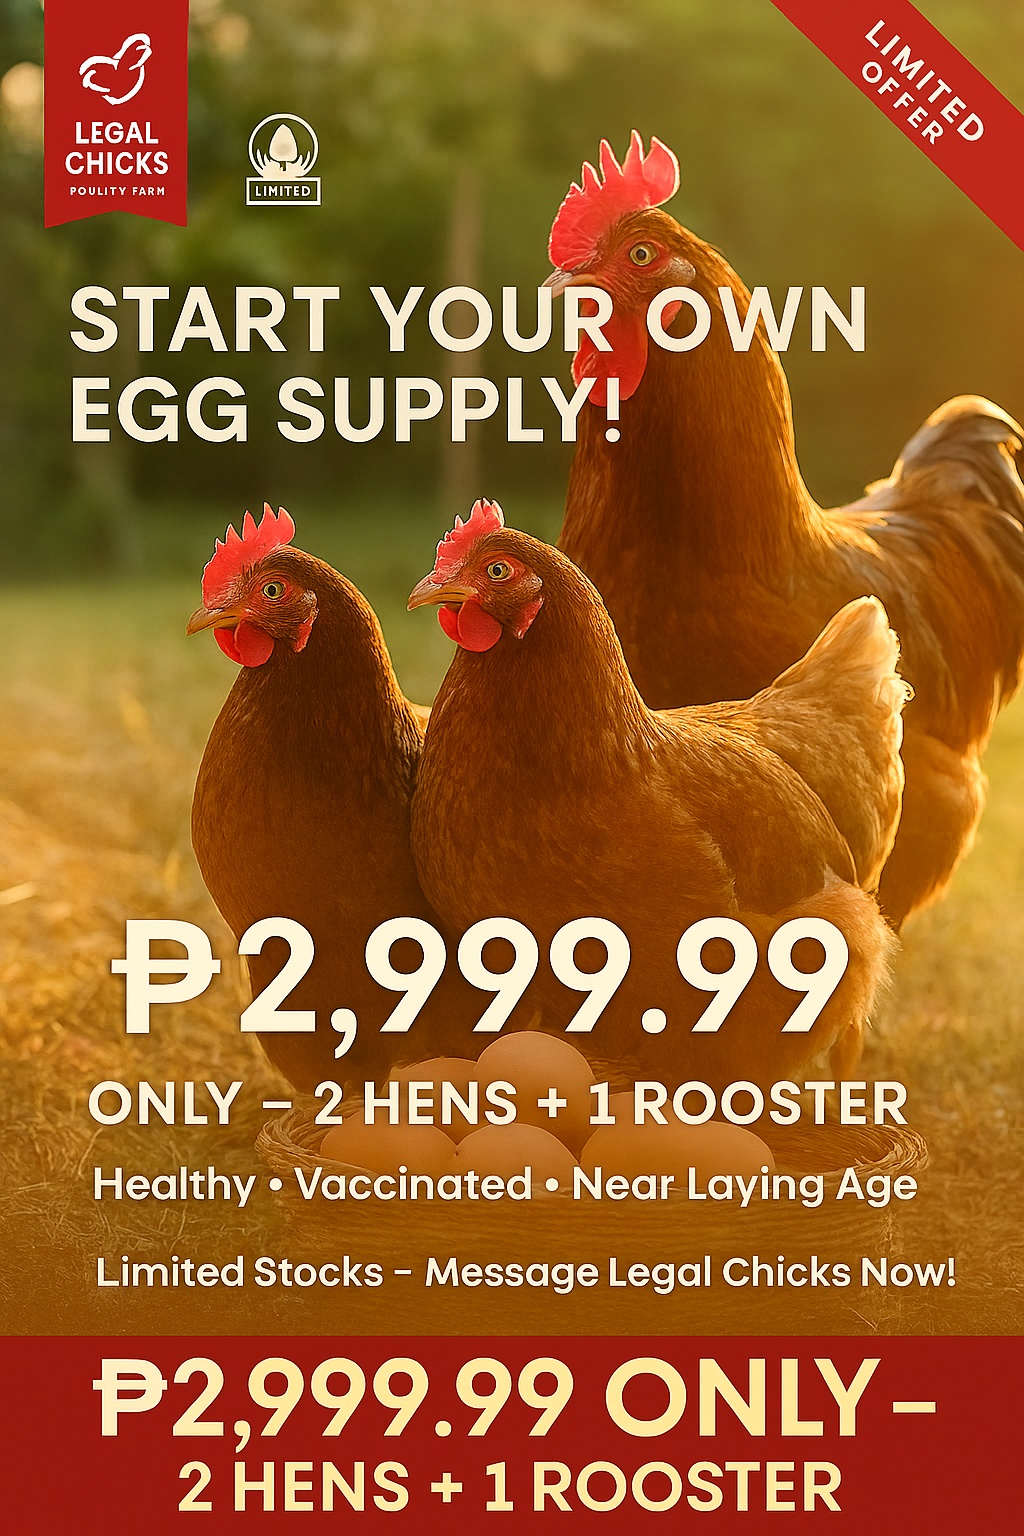 LEGAL
CHICKS
POULITY FARM
LIMITED
LIMITED
OFFER
START YOUR OWN
EGG SUPPLY!
₱2,999.99
ONLY – 2 HENS + 1 ROOSTER
Healthy • Vaccinated • Near Laying Age
Limited Stocks – Message Legal Chicks Now!
₱2,999.99 ONLY–
2 HENS + 1 ROOSTER